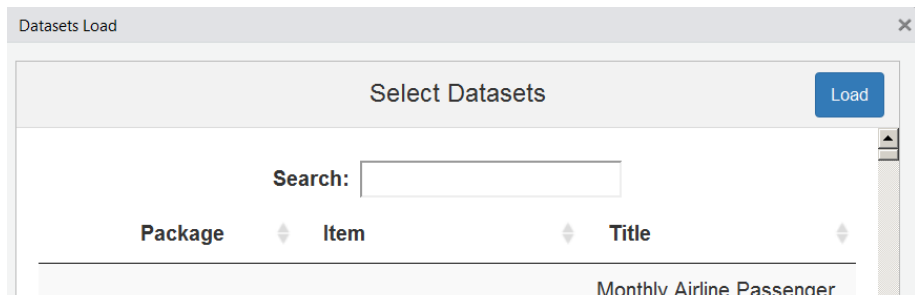 Datasets Load
Select Datasets
Load
Search:
Package Item Title
Monthly Airline Passenger